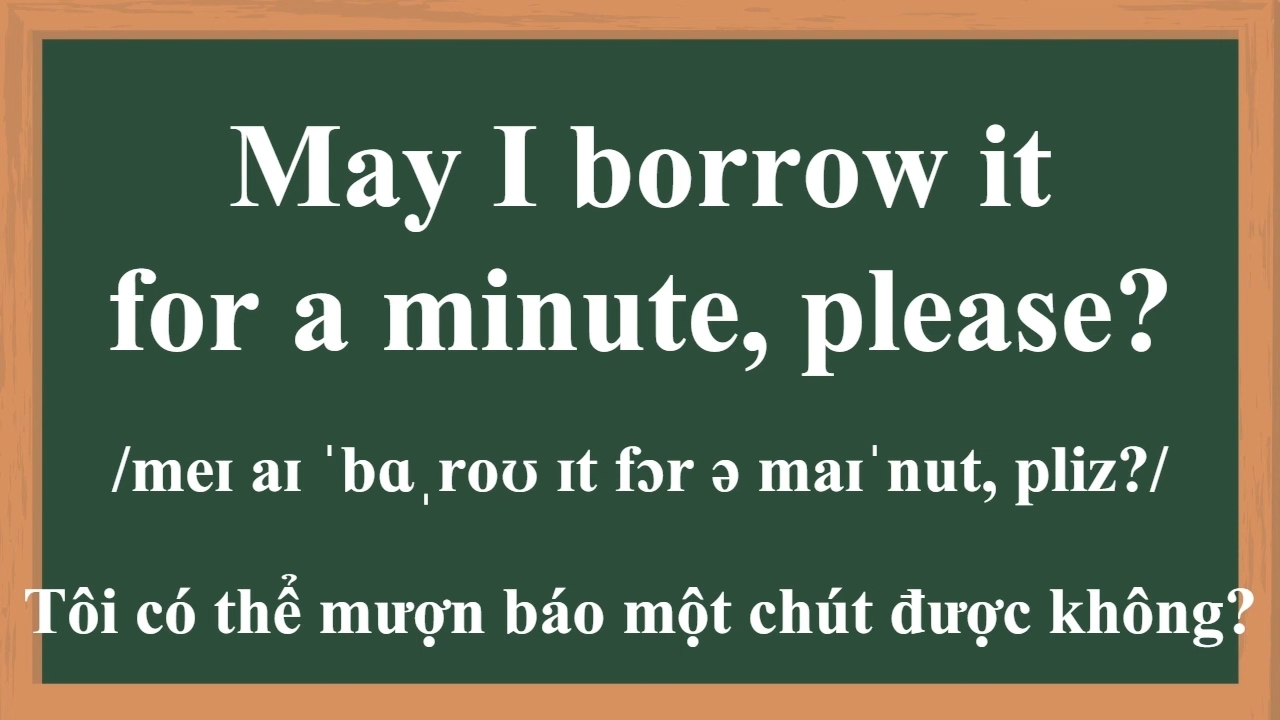 May I borrow it
for a minute, please?
/meɪ aɪ ˈbɑˌroʊ ɪt fɔr ə maɪˈnut, pliz?/
Tôi có thể mượn báo một chút được không?